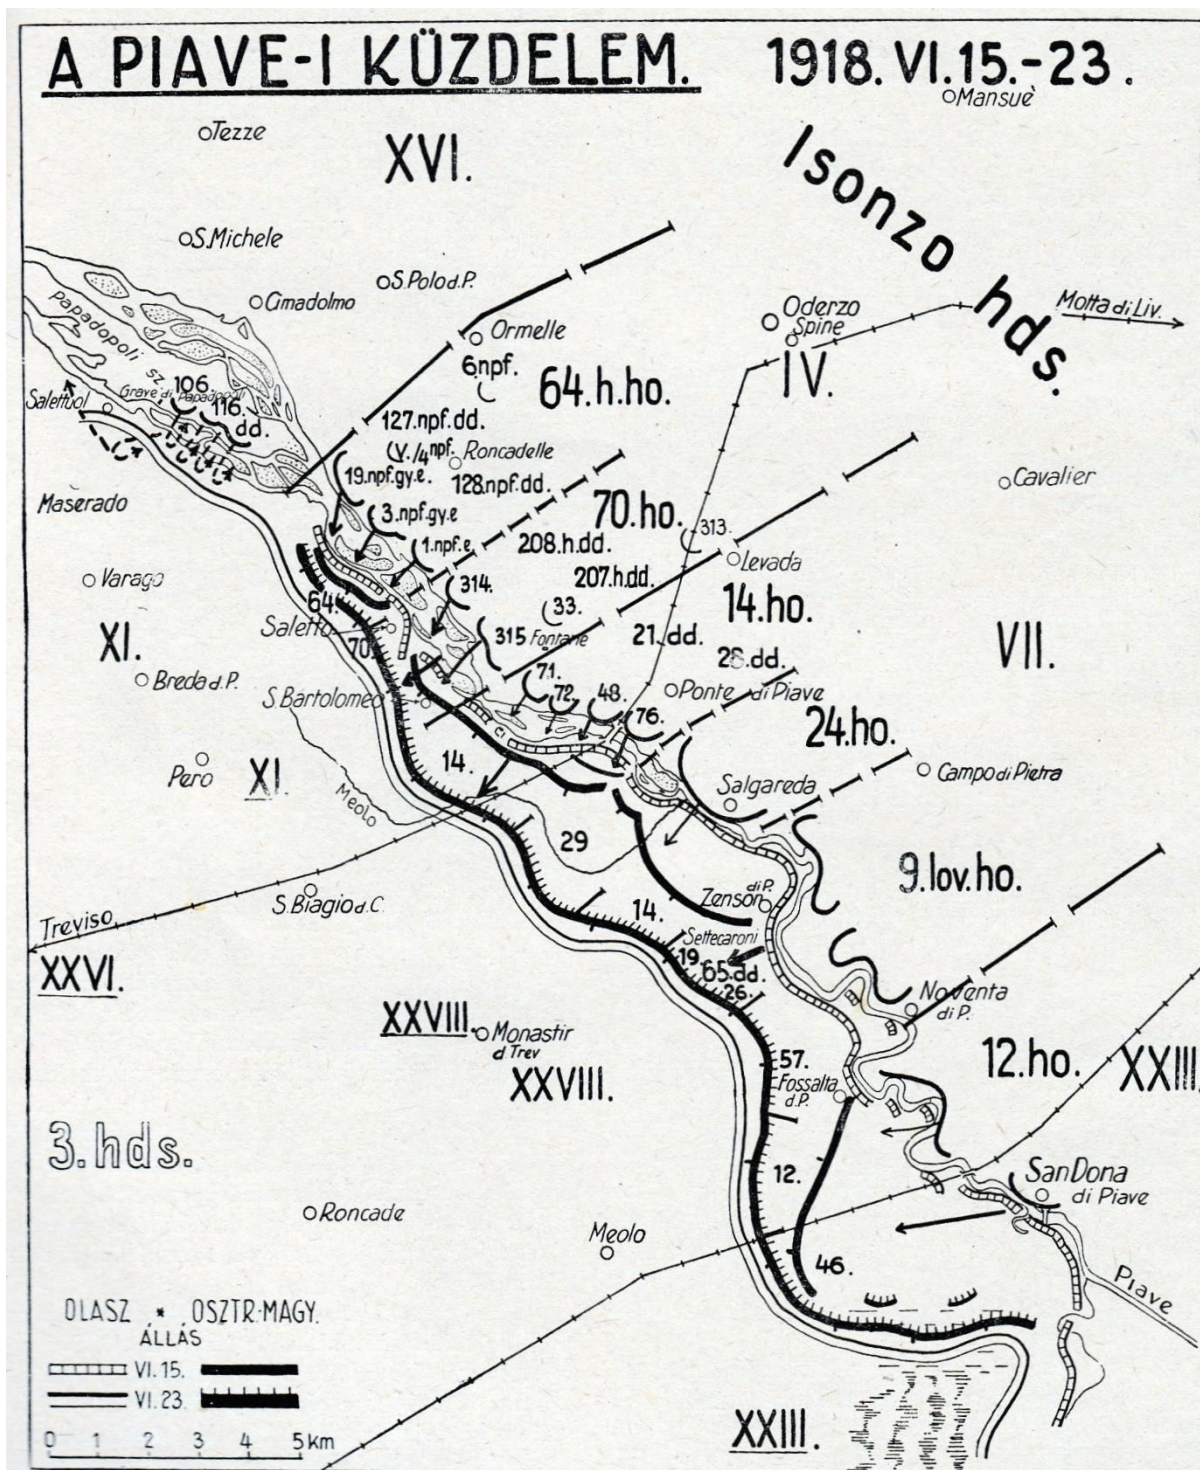 A PIAVE-I KÜZDELEM. 1918. VI. 15.-23.
Mansuè
Tezze
XVI.
Isonzo hds.
S.Michele
S.Polo d.P.
Cimadolmo
Oderzo
Spine
Motta di Liv.
Papadopoli sz.
Ormelle
6.npf.
64.h.ho.
IV.
Salettuol
106.
Grave di Papadopoli
116.
dd.
127.npf.dd.
V./4 npf.
Roncadelle
19.npf.gy.e.
128.npf.dd.
Cavalier
Maserado
3.npf.gy.e
70.ho.
313.
1.npf.e
208.h.dd.
Levada
Varago
314.
207.h.dd.
64.
33.
14.ho.
Saletto
315
Fontane
21.dd.
XI.
70.
28.dd.
VII.
Breda d.P.
71.
S.Bartolomeo
72.
48.
Ponte di Piave
76.
24.ho.
Pero
XI.
14.
Campo di Pietra
Meolo
Salgareda
29
9.lov.ho.
S.Biagio d.C.
Zenson
di P.
Treviso
14.
Settecaroni
XXVI.
19.
65.dd.
26.
Noventa
di P.
XXVIII.
Monastir
d Trev
12.ho.
XXIII.
57.
XXVIII.
Fossalta
d.P.
3.hds.
12.
San Dona
di Piave
Roncade
Meolo
46.
Piave
OLASZ * OSZTR-MAGY.
ÁLLÁS
VI.15.
VI.23.
0 1 2 3 4 5 km
XXIII.